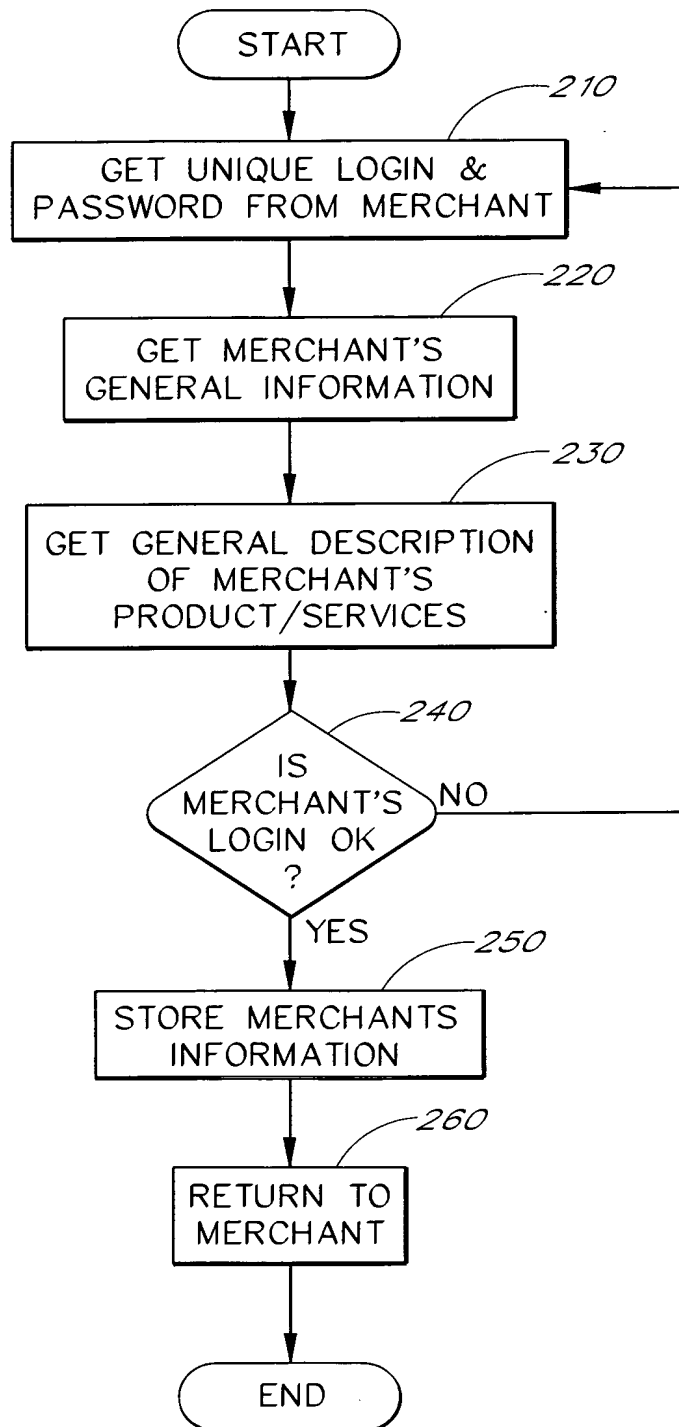 START
210
GET UNIQUE LOGIN &
PASSWORD FROM MERCHANT
220
GET MERCHANT'S
GENERAL INFORMATION
230
GET GENERAL DESCRIPTION
OF MERCHANT'S
PRODUCT/SERVICES
240
IS
MERCHANT'S
LOGIN OK
?
NO
YES
250
STORE MERCHANTS
INFORMATION
260
RETURN TO
MERCHANT
END